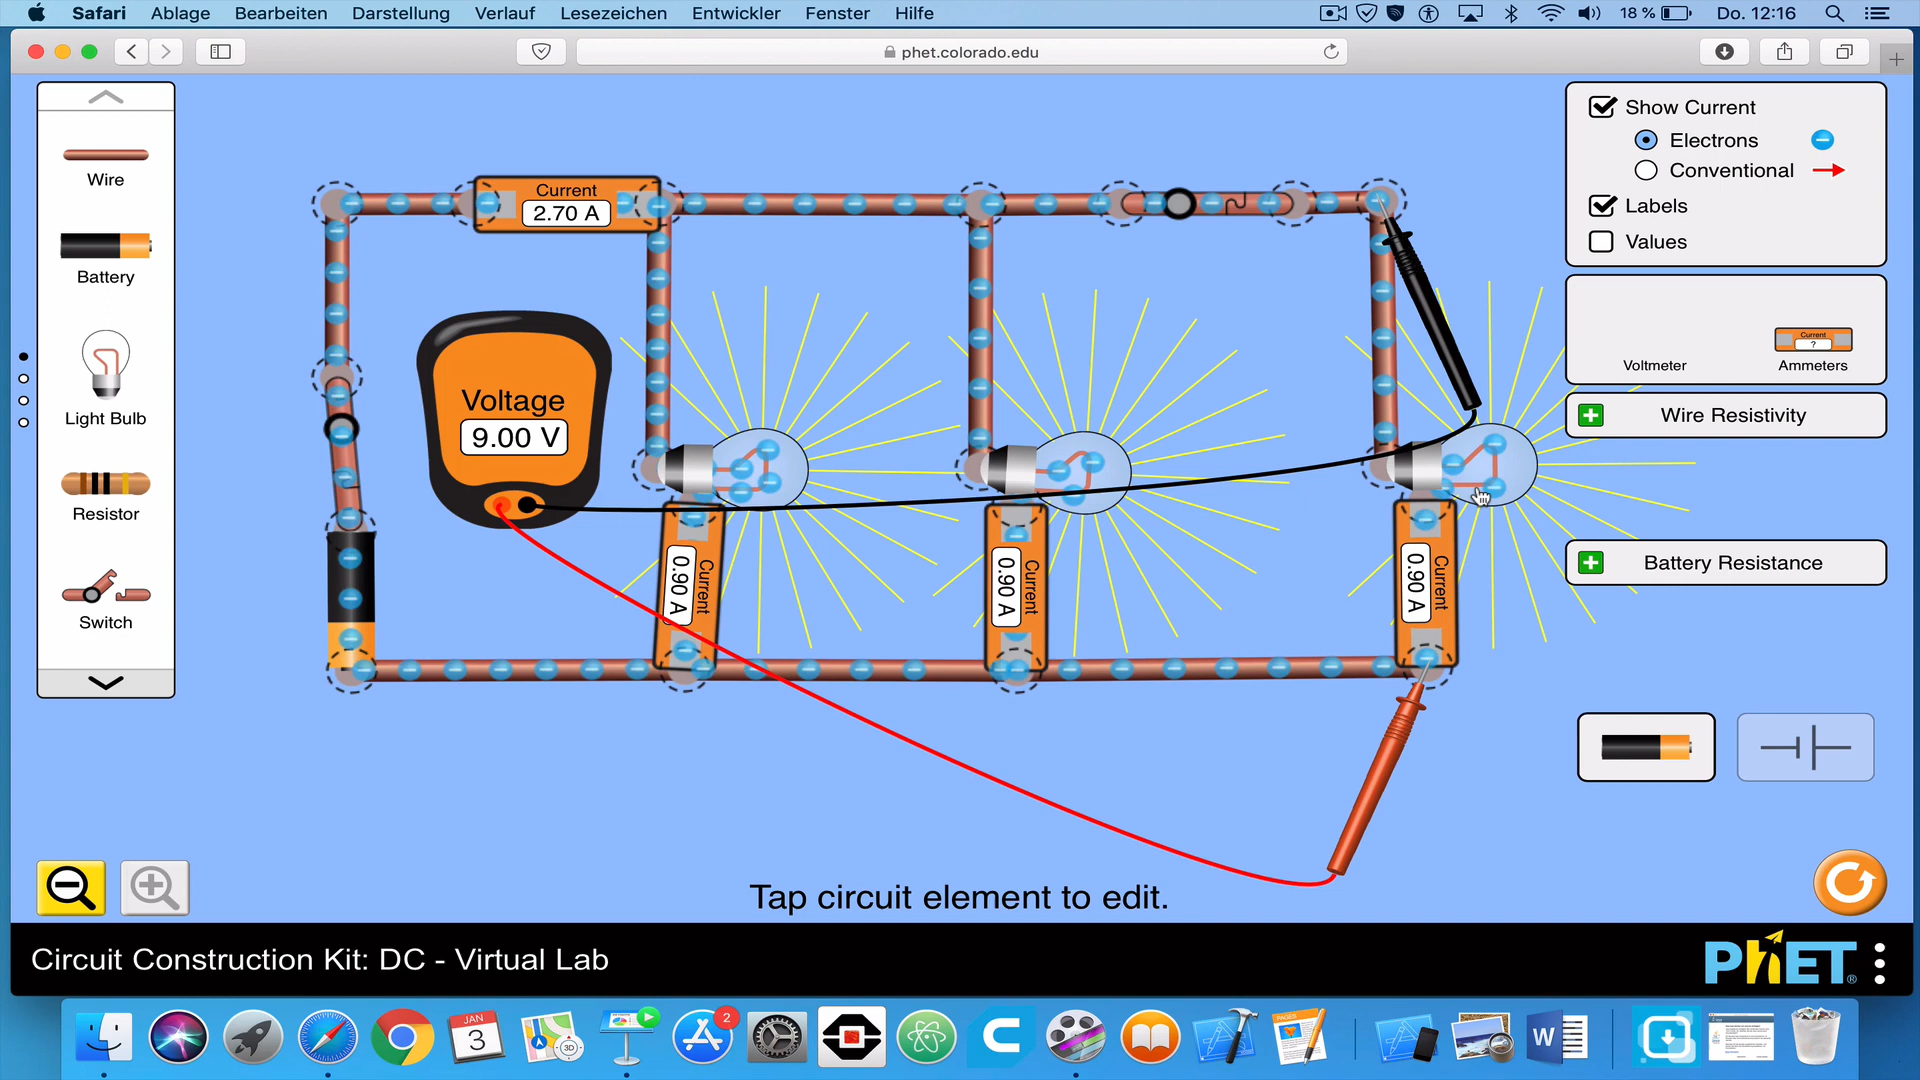 Safari Ablage Bearbeiten Darstellung Verlauf Lesezeichen Entwickler Fenster Hilfe 18 % Do. 12:16
phet.colorado.edu
Wire
Battery
Light Bulb
Resistor
Switch
Current
2.70 A
Voltage
9.00 V
Current
0.90 A
Current
0.90 A
Current
0.90 A
Show Current
Electrons
Conventional
Labels
Values
Current
?
Voltmeter Ammeters
Wire Resistivity
Battery Resistance
Tap circuit element to edit.
Circuit Construction Kit: DC - Virtual Lab
PhET
JAN
3
3D
2
PAGES
W